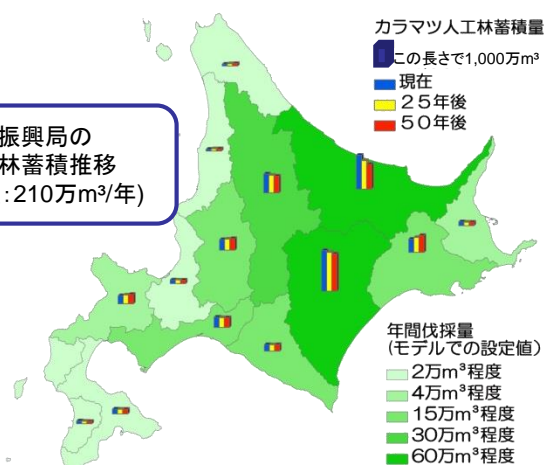 カラマツ人工林蓄積量
この長さで1,000万m³
現在
25年後
50年後
振興局の
林蓄積推移
:210万m³/年)
年間伐採量
(モデルでの設定値)
2万m³程度
4万m³程度
15万m³程度
30万m³程度
60万m³程度